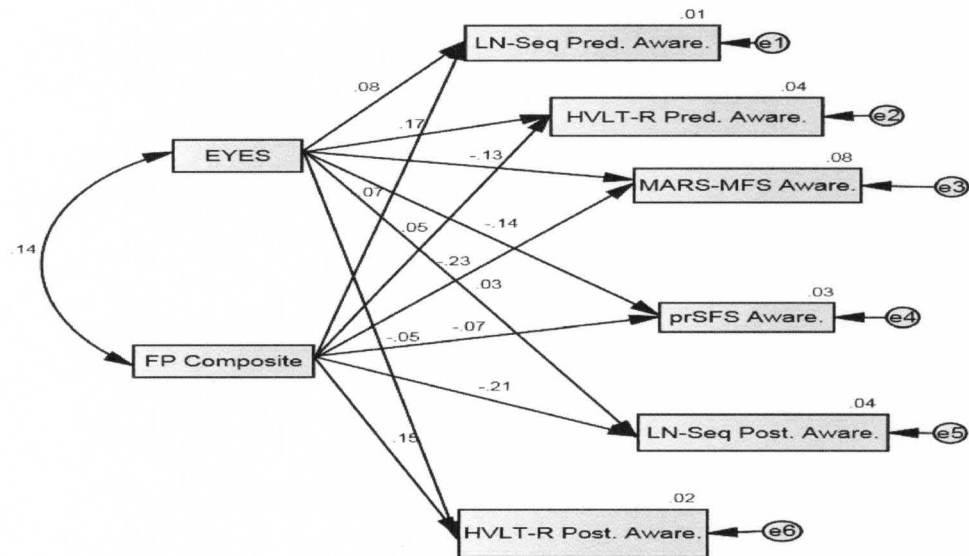 .01
LN-Seq Pred. Aware.
e1
.08
.04
.17
HVLT-R Pred. Aware.
e2
EYES
-.13
.08
MARS-MFS Aware.
e3
.07
.05
-.14
.14
-.23
.03
.03
prSFS Aware.
e4
-.05
-.07
FP Composite
-.21
.04
LN-Seq Post. Aware.
e5
.15
.02
HVLT-R Post. Aware.
e6